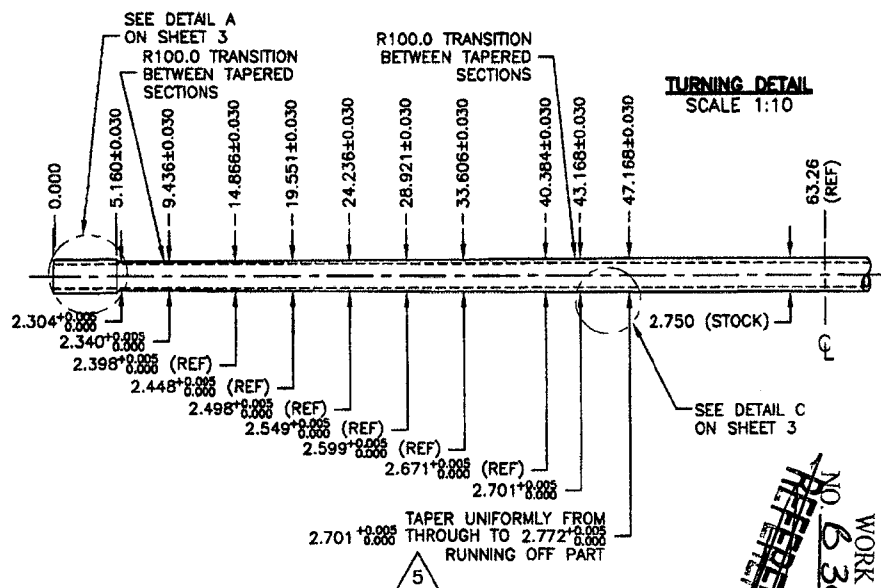 SEE DETAIL A
ON SHEET 3
R100.0 TRANSITION
BETWEEN TAPERED
SECTIONS
R100.0 TRANSITION
BETWEEN TAPERED
SECTIONS
TURNING DETAIL
SCALE 1:10
0.000
5.160±0.030
9.436±0.030
14.866±0.030
19.551±0.030
24.236±0.030
28.921±0.030
33.606±0.030
40.384±0.030
43.168±0.030
47.168±0.030
63.26
(REF)
2.304+0.005 0.000
2.340+0.005 0.000
2.398+0.005 0.000 (REF)
2.448+0.005 0.000 (REF)
2.498+0.005 0.000 (REF)
2.549+0.005 0.000 (REF)
2.599+0.005 0.000 (REF)
2.671+0.005 0.000 (REF)
2.701+0.005 0.000
2.750 (STOCK)
SEE DETAIL C
ON SHEET 3
TAPER UNIFORMLY FROM
2.701 +0.005 0.000 THROUGH TO 2.772+0.005 0.000
RUNNING OFF PART
5
WORK
NO. 63